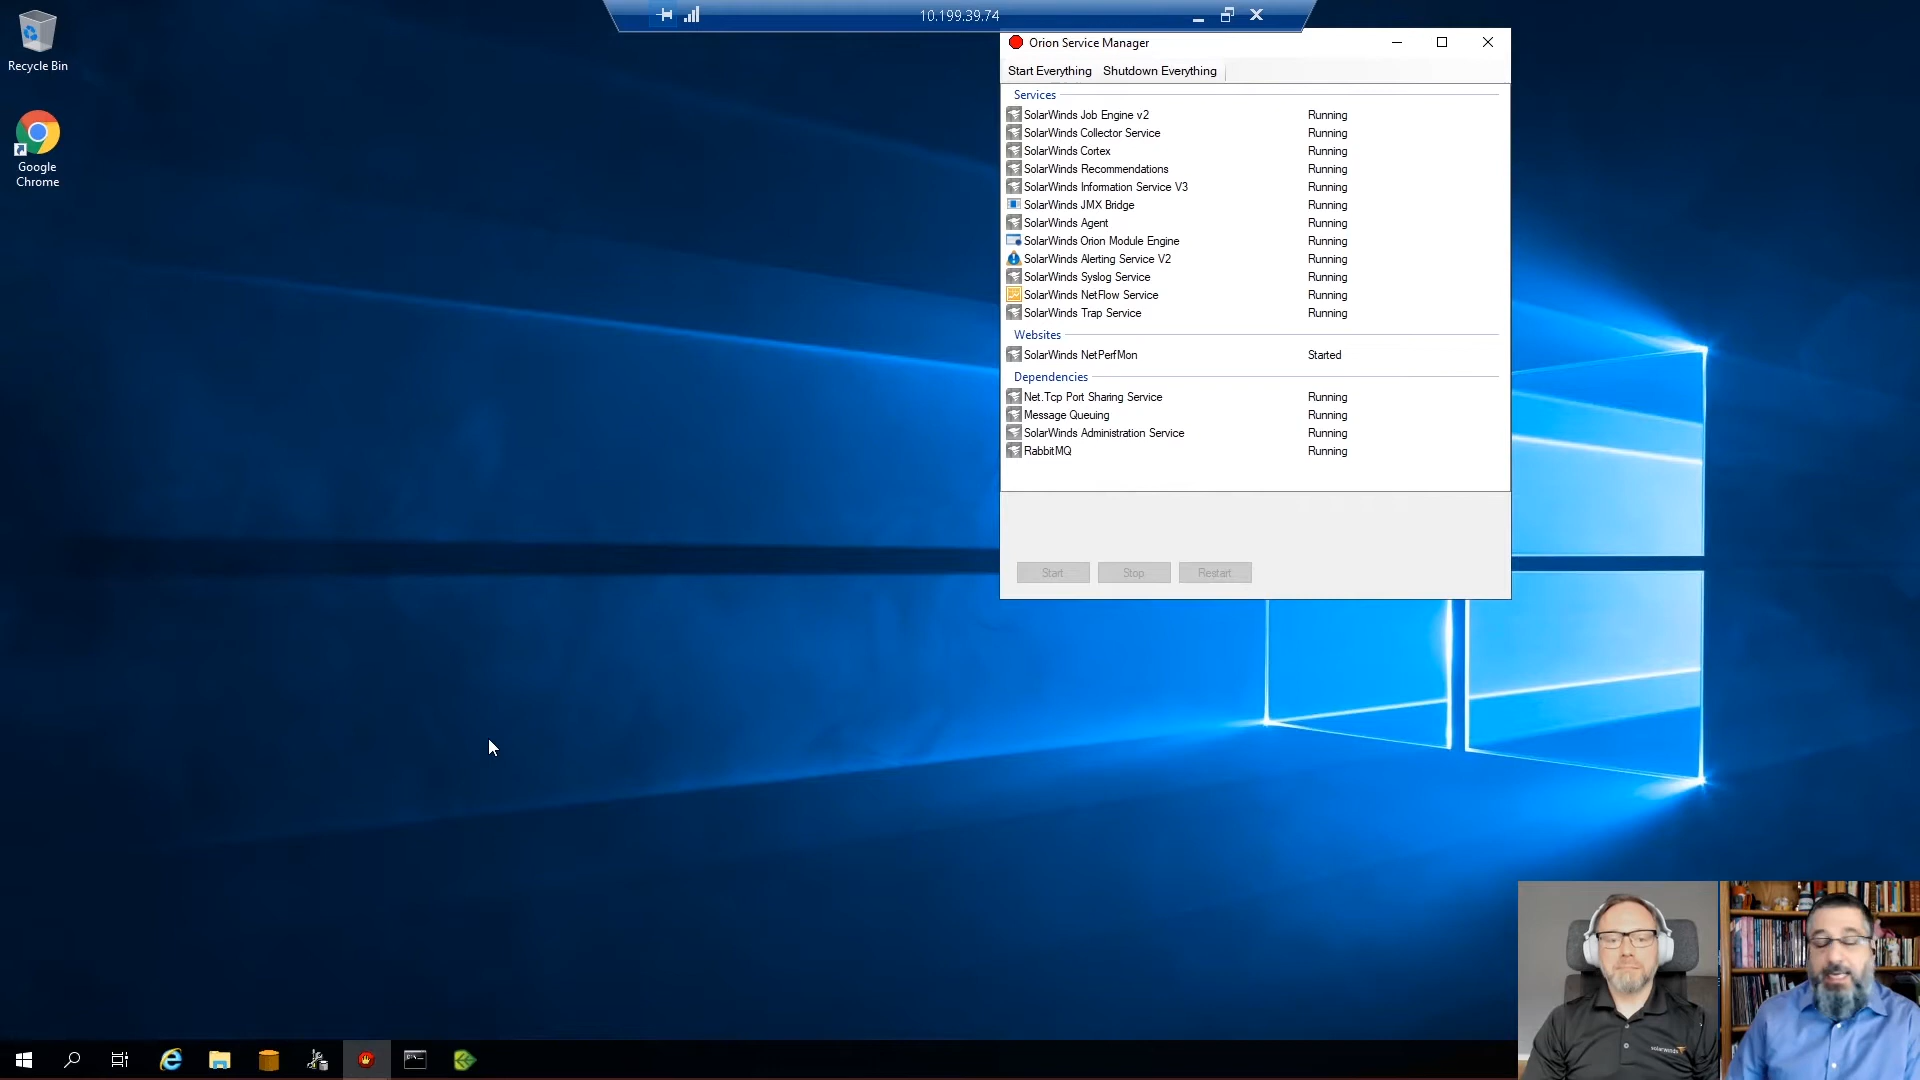 10.199.39.74
Recycle Bin
Google
Chrome
Orion Service Manager
Start Everything Shutdown Everything
Services
SolarWinds Job Engine v2 Running
SolarWinds Collector Service Running
SolarWinds Cortex Running
SolarWinds Recommendations Running
SolarWinds Information Service V3 Running
SolarWinds JMX Bridge Running
SolarWinds Agent Running
SolarWinds Orion Module Engine Running
SolarWinds Alerting Service V2 Running
SolarWinds Syslog Service Running
SolarWinds NetFlow Service Running
SolarWinds Trap Service Running
Websites
SolarWinds NetPerfMon Started
Dependencies
Net.Tcp Port Sharing Service Running
Message Queuing Running
SolarWinds Administration Service Running
RabbitMQ Running
Start Stop Restart
solarwinds